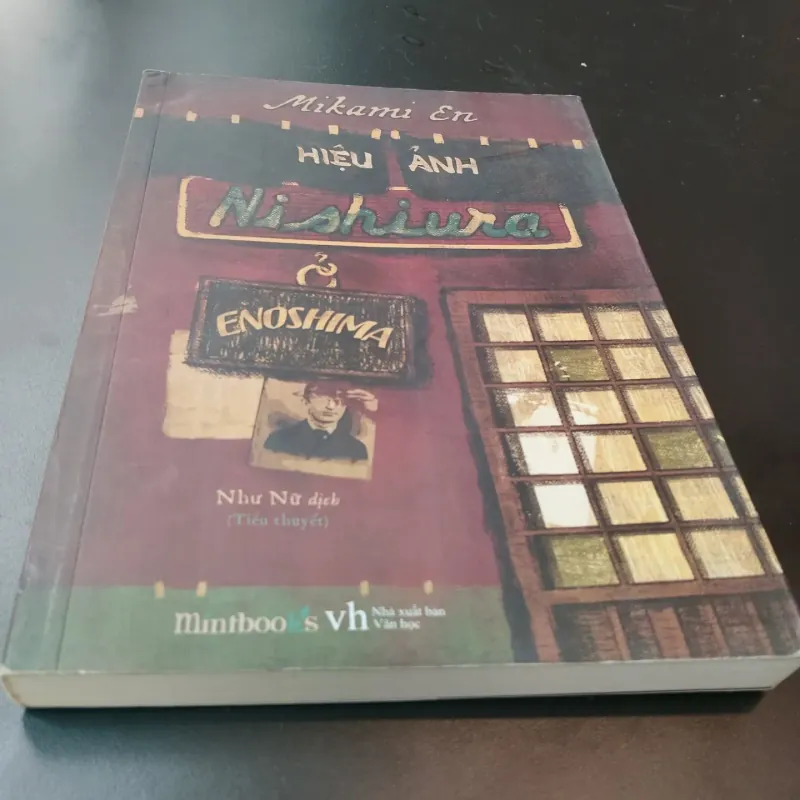 Mikami En
HIỆU ẢNH
Nishiura
Ở
ENOSHIMA
Như Nữ dịch
(Tiểu thuyết)
mintbooks vh Nhà xuất bản
Văn học